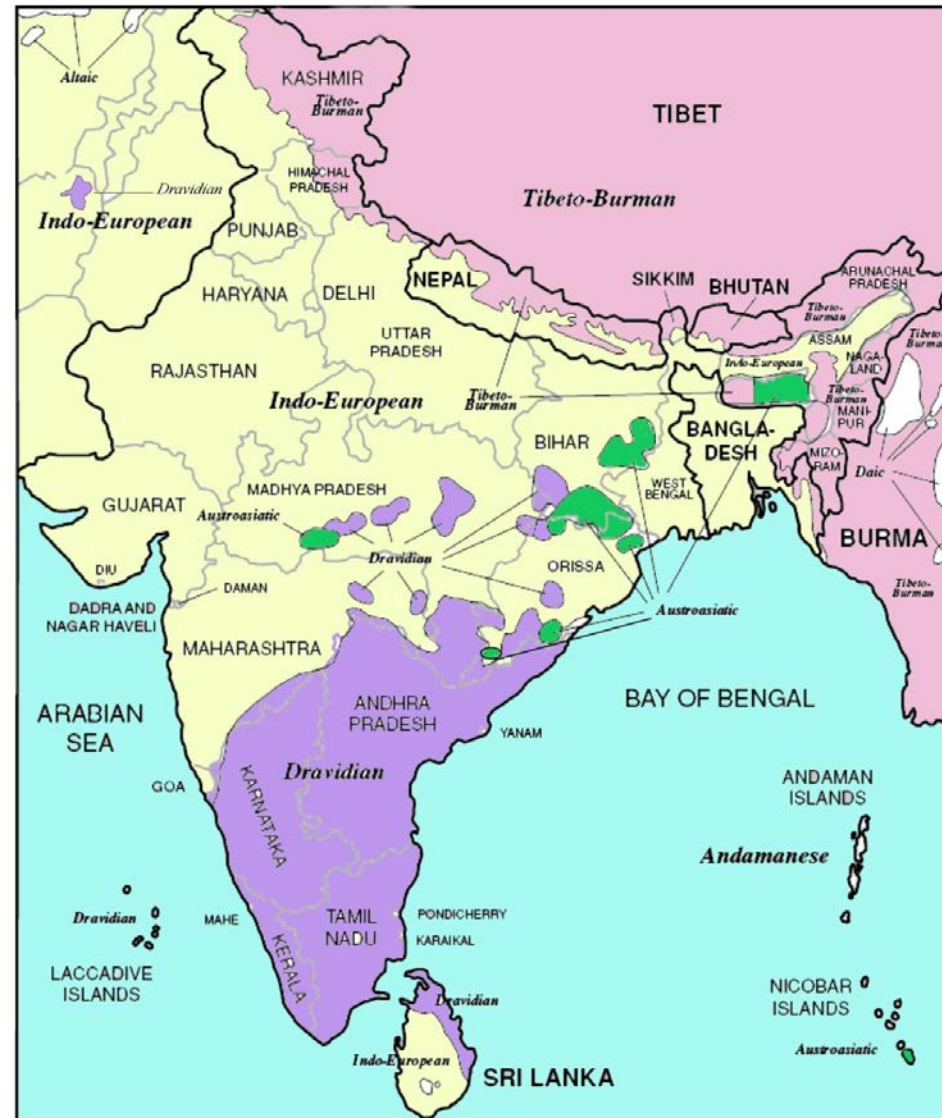 Altaic
KASHMIR
Tibeto-
Burman
TIBET
HIMACHAL
PRADESH
Dravidian
Tibeto-Burman
Indo-European
PUNJAB
NEPAL
SIKKIM
BHUTAN
ARUNACHAL
PRADESH
HARYANA
DELHI
Tibeto-
Burman
Tibeto-
Burman
ASSAM
UTTAR
PRADESH
Indo-European
NAGA-
LAND
RAJASTHAN
Indo-European
Tibeto-
Burman
Tibeto-
Burman
MANI-
PUR
BIHAR
BANGLA-
DESH
MIZO-
RAM
Daic
WEST
BENGAL
GUJARAT
MADHYA PRADESH
Austroasiatic
BURMA
Dravidian
ORISSA
DIU
DAMAN
Tibeto-
Burman
DADRA AND
NAGAR HAVELI
Austroasiatic
MAHARASHTRA
ARABIAN
SEA
ANDHRA
PRADESH
BAY OF BENGAL
YANAM
Dravidian
GOA
KARNATAKA
ANDAMAN
ISLANDS
Andamanese
Dravidian
MAHE
TAMIL
NADU
PONDICHERRY
KARAIKAL
KERALA
LACCADIVE
ISLANDS
NICOBAR
ISLANDS
Dravidian
Austroasiatic
Indo-European
SRI LANKA